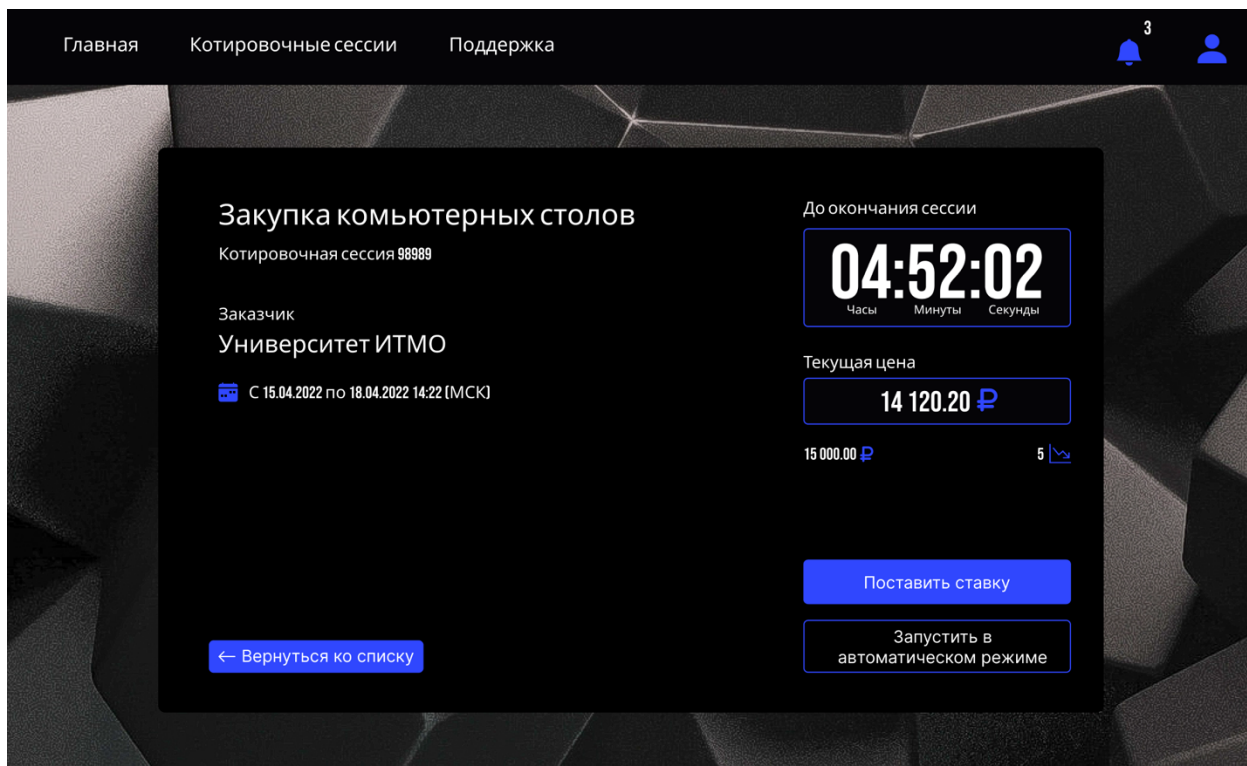 Главная Котировочные сессии Поддержка 3
Закупка комьютерных столов
Котировочная сессия 98989
Заказчик
Университет ИТМО
С 15.04.2022 по 18.04.2022 14:22 (МСК)
← Вернуться ко списку
До окончания сессии
04:52:02
Часы Минуты Секунды
Текущая цена
14 120.20 ₽
15 000.00 ₽ 5
Поставить ставку
Запустить в
автоматическом режиме